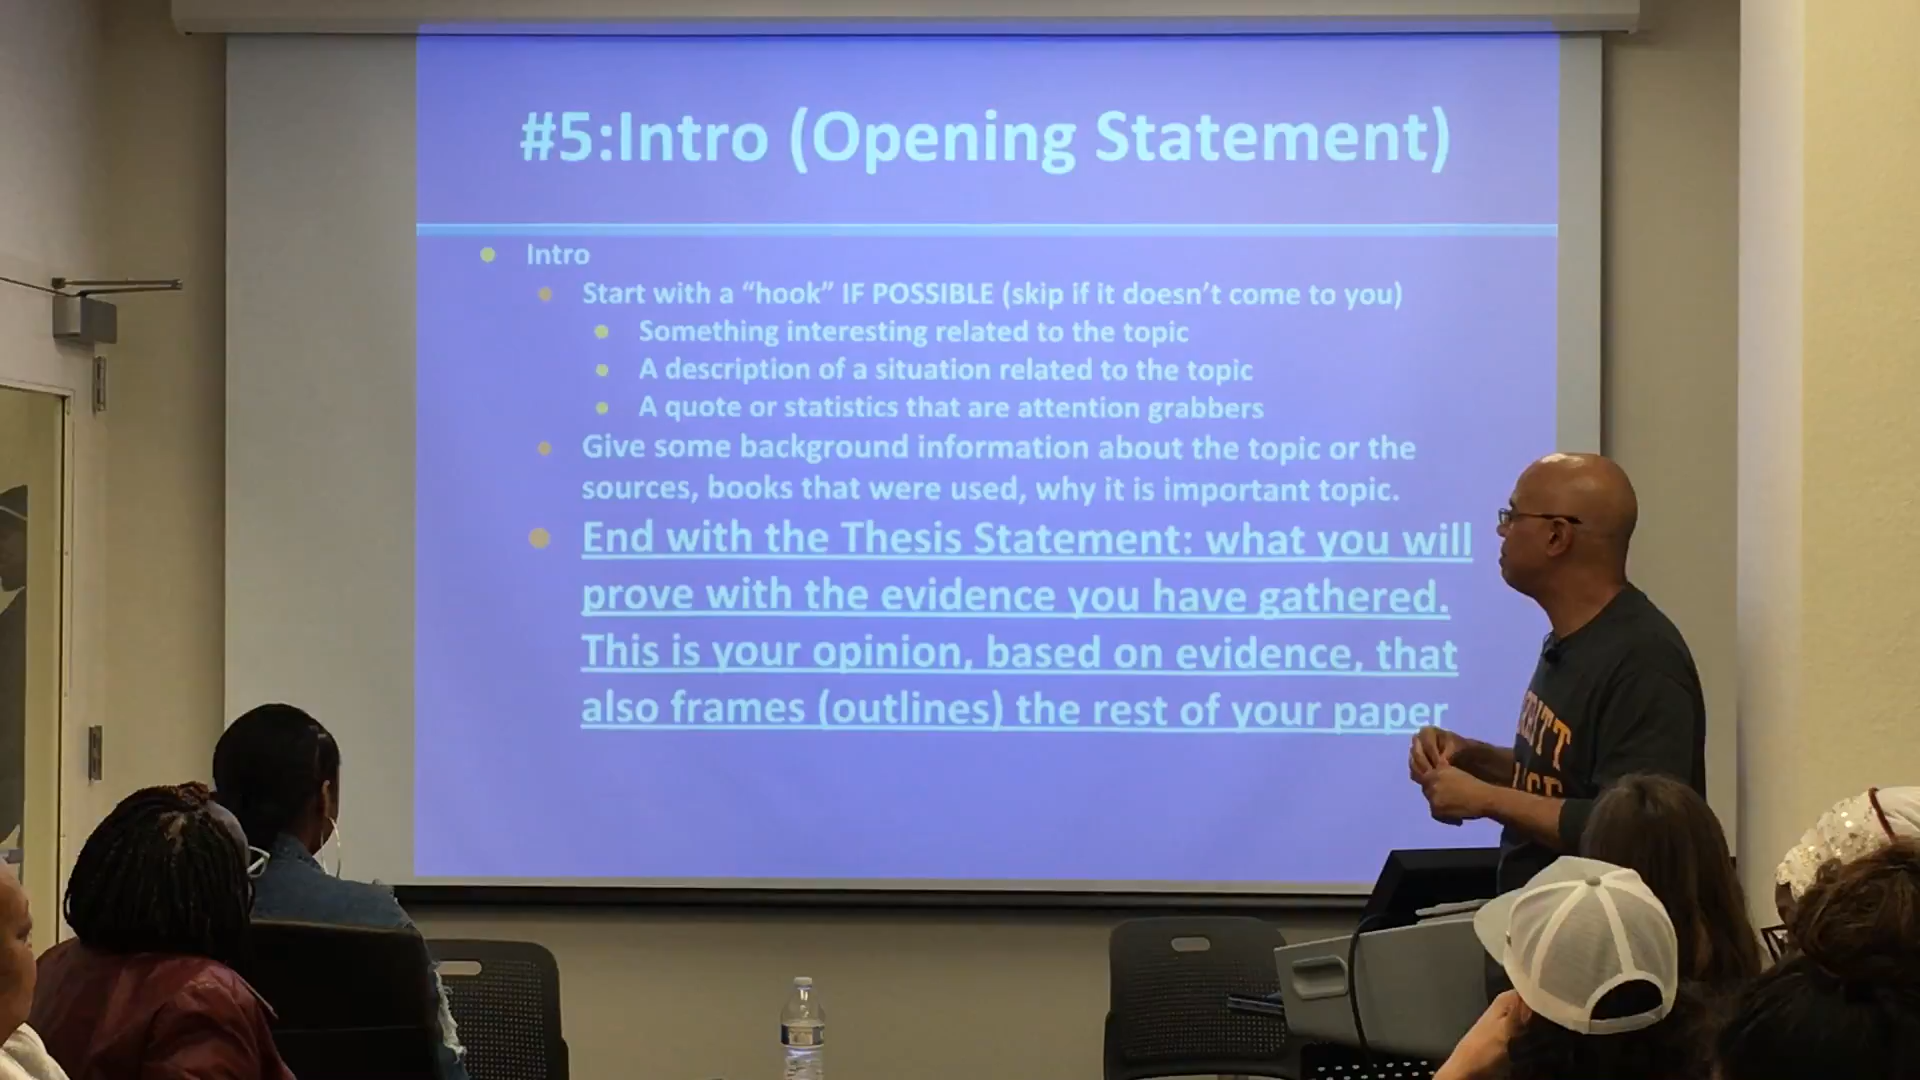 #5:Intro (Opening Statement)
Intro
Start with a “hook” IF POSSIBLE (skip if it doesn’t come to you)
Something interesting related to the topic
A description of a situation related to the topic
A quote or statistics that are attention grabbers
Give some background information about the topic or the
sources, books that were used, why it is important topic.
End with the Thesis Statement: what you will
prove with the evidence you have gathered.
This is your opinion, based on evidence, that
also frames (outlines) the rest of your paper